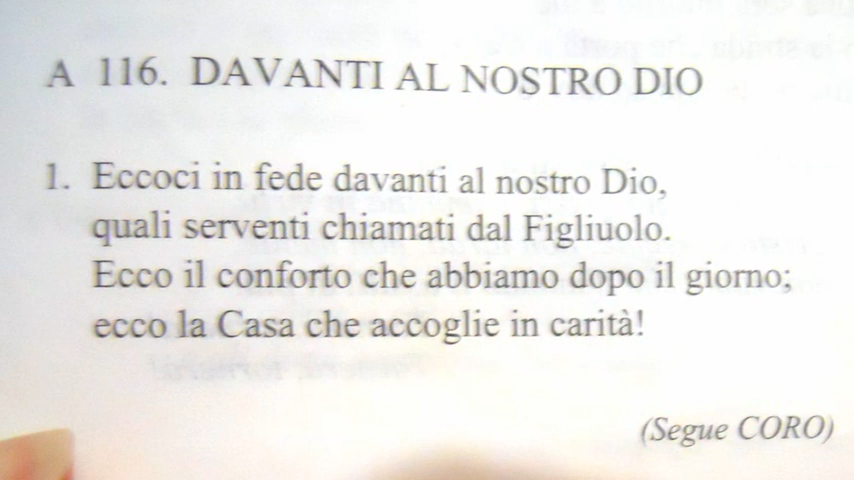 A 116. DAVANTI AL NOSTRO DIO
1. Eccoci in fede davanti al nostro Dio,
quali serventi chiamati dal Figliuolo.
Ecco il conforto che abbiamo dopo il giorno;
ecco la Casa che accoglie in carità!
(Segue CORO)